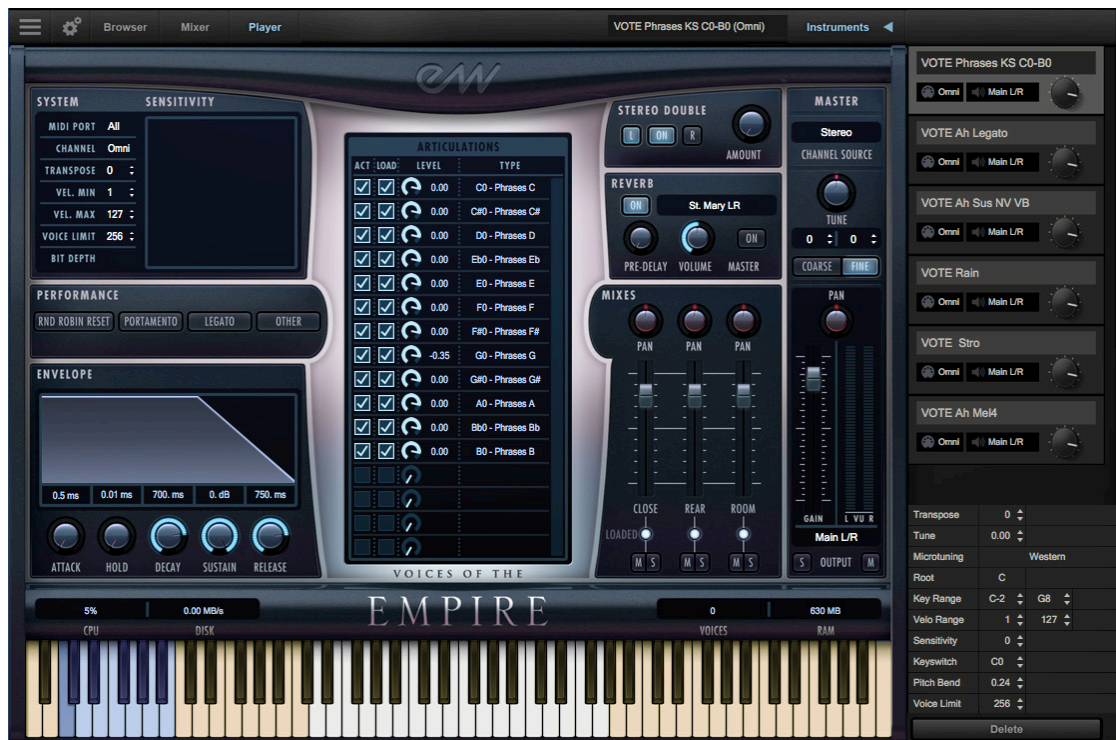 Browser Mixer Player VOTE Phrases KS C0-B0 (Omni) Instruments
EW
SYSTEM SENSITIVITY
MIDI PORT All
CHANNEL Omni
TRANSPOSE 0
VEL. MIN 1
VEL. MAX 127
VOICE LIMIT 256
BIT DEPTH
PERFORMANCE
RND ROBIN RESET PORTAMENTO LEGATO OTHER
ENVELOPE
0.5 ms 0.01 ms 700. ms 0. dB 750. ms
ATTACK HOLD DECAY SUSTAIN RELEASE
ARTICULATIONS
ACT LOAD LEVEL TYPE
0.00 C0 - Phrases C
0.00 C#0 - Phrases C#
0.00 D0 - Phrases D
0.00 Eb0 - Phrases Eb
0.00 E0 - Phrases E
0.00 F0 - Phrases F
0.00 F#0 - Phrases F#
-0.35 G0 - Phrases G
0.00 G#0 - Phrases G#
0.00 A0 - Phrases A
0.00 Bb0 - Phrases Bb
0.00 B0 - Phrases B
VOICES OF THE
EMPIRE
STEREO DOUBLE
L ON R
AMOUNT
REVERB
ON St. Mary LR
ON
PRE-DELAY VOLUME MASTER
MIXES
PAN PAN PAN
CLOSE REAR ROOM
LOADED
M S M S M S
MASTER
Stereo
CHANNEL SOURCE
TUNE
0 0
COARSE FINE
PAN
GAIN L VU R
Main L/R
S OUTPUT M
5% 0.00 MB/s
CPU DISK
0 630 MB
VOICES RAM
VOTE Phrases KS C0-B0
Omni Main L/R
VOTE Ah Legato
Omni Main L/R
VOTE Ah Sus NV VB
Omni Main L/R
VOTE Rain
Omni Main L/R
VOTE Stro
Omni Main L/R
VOTE Ah Mel4
Omni Main L/R
Transpose 0
Tune 0.00
Microtuning Western
Root C
Key Range C-2 G8
Velo Range 1 127
Sensitivity 0
Keyswitch C0
Pitch Bend 0.24
Voice Limit 256
Delete